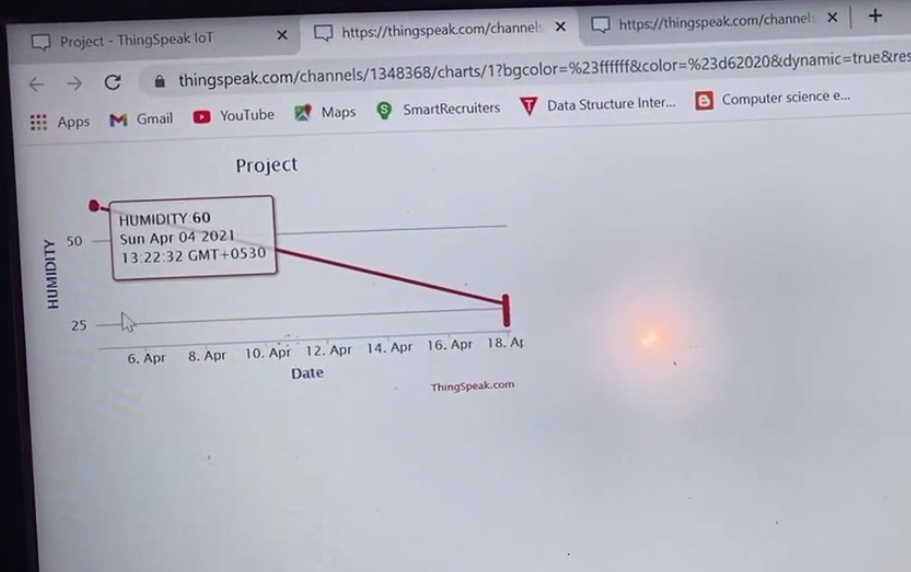 Project - ThingSpeak IoT
https://thingspeak.com/channels
https://thingspeak.com/channels
thingspeak.com/channels/1348368/charts/1?bgcolor=%23ffffff&color=%23d62020&dynamic=true&res
Apps Gmail YouTube Maps SmartRecruiters Data Structure Inter... Computer science e...
Project
HUMIDITY
50
25
HUMIDITY:60
Sun Apr 04 2021
13:22:32 GMT+0530
6. Apr 8. Apr 10. Apr 12. Apr 14. Apr 16. Apr 18. Ap
Date
ThingSpeak.com